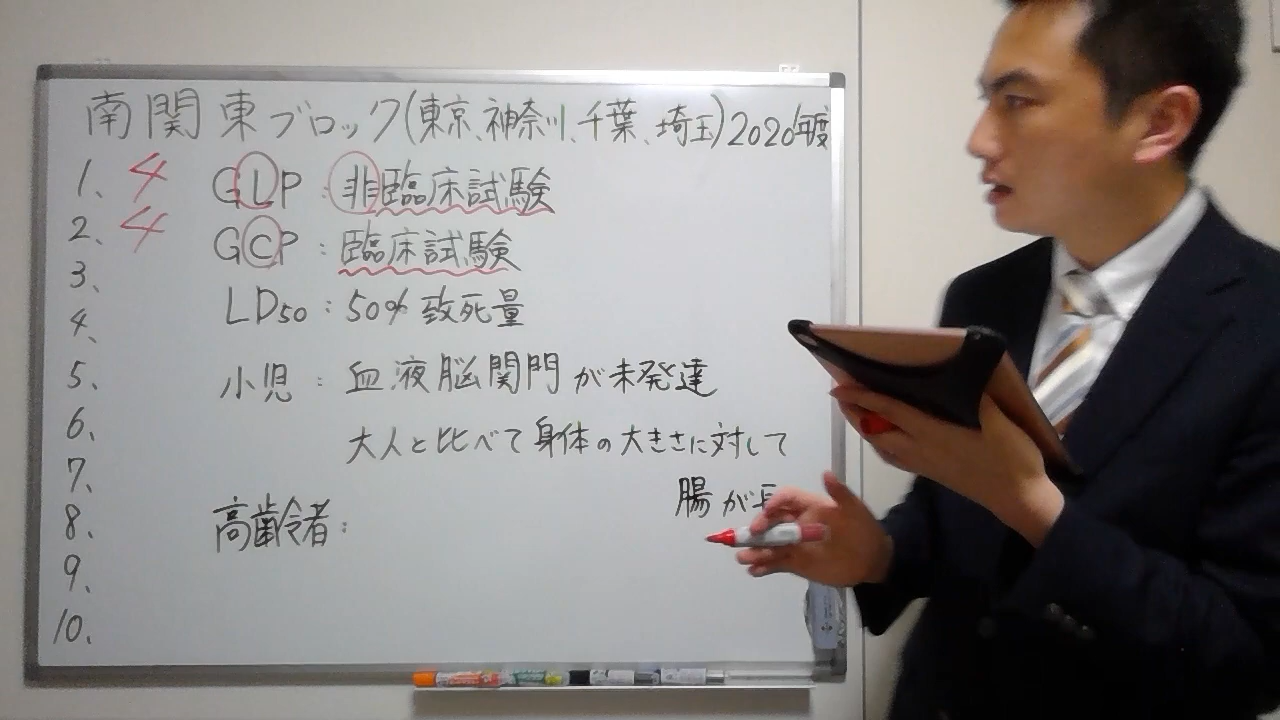 南関東ブロック(東京、神奈川、千葉、埼玉)2020年度
1、 4 GLP:非臨床試験
2、 4 GCP:臨床試験
3、
4、 LD50:50%致死量
5、 小児:血液脳関門が未発達
6、 大人と比べて身体の大きさに対して
7、 腸が
8、 高齢者:
9、
10、